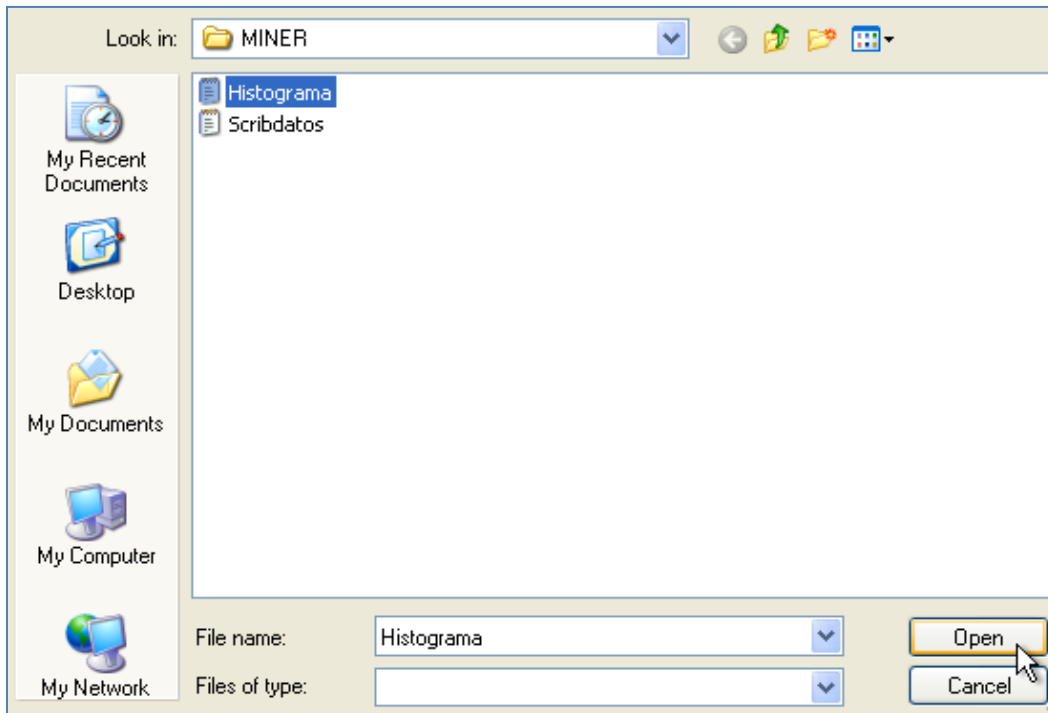 Look in:
MINER
Histograma
Scribdatos
My Recent
Documents
Desktop
My Documents
My Computer
My Network
File name:
Histograma
Open
Files of type:
Cancel